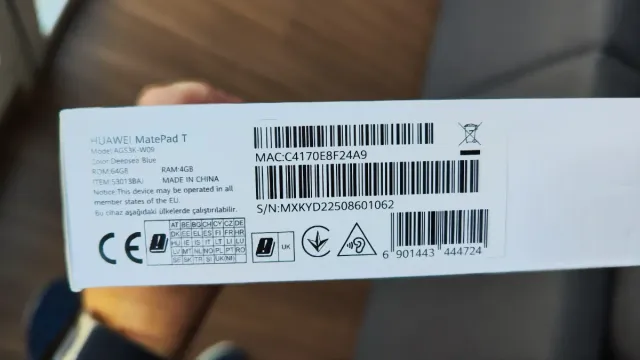 HUAWEI MatePad T
Model:AGS3K-W09
Color:Deepsea Blue
ROM:64GB RAM:4GB
ITEM:53013BAJ MADE IN CHINA
Notice:This device may be operated in all
member states of the EU.
Bu cihaz aşağıdaki ülkelerde çalıştırılabilir.
MAC:C4170E8F24A9
S/N:MXKYD22508601062
CE
AT BE BG CH CY CZ DE
DK EE EL ES FI FR HR
HU IE IS IT LT LI LU
LV MT NL NO PL PT RO
SE SK TR SI UK(NI)
UK
6 901443 444724